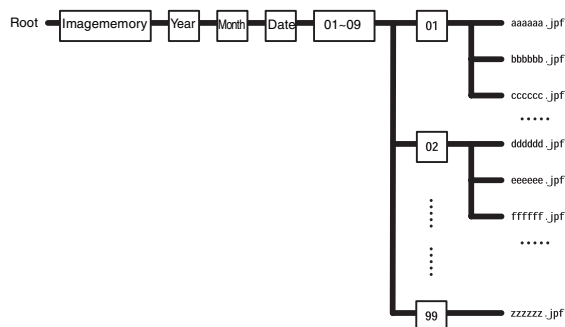 Root Imagememory Year Month Date 01~09 01 aaaaaa.jpf
bbbbbb.jpf
cccccc.jpf
.....
02 dddddd.jpf
eeeeee.jpf
ffffff.jpf
.....
99 zzzzzz.jpf